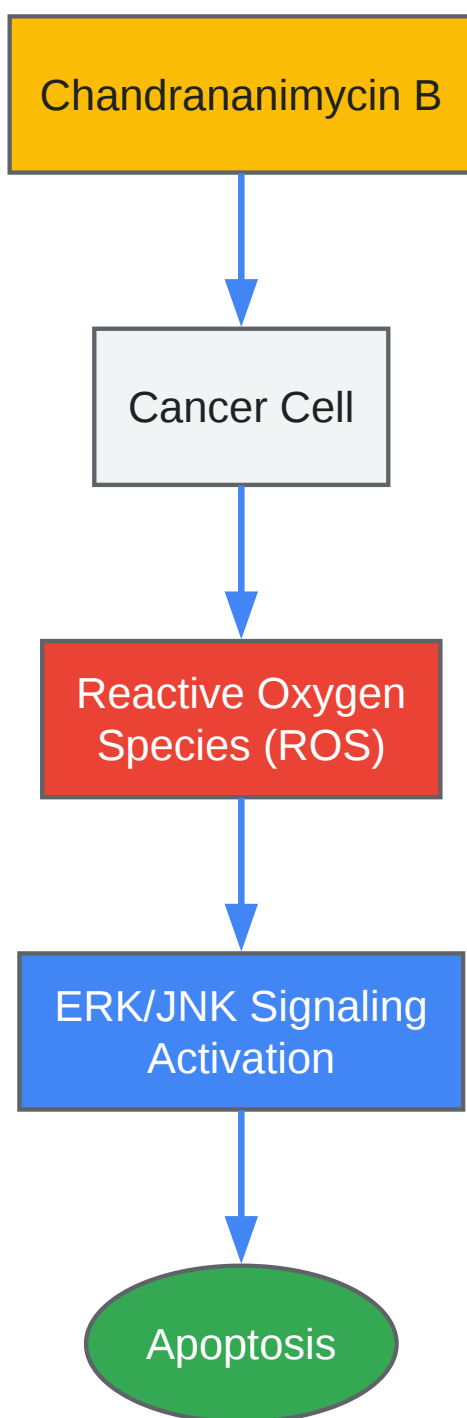 Chandrananimycin B
Cancer Cell
Reactive Oxygen
Species (ROS)
ERK/JNK Signaling
Activation
Apoptosis